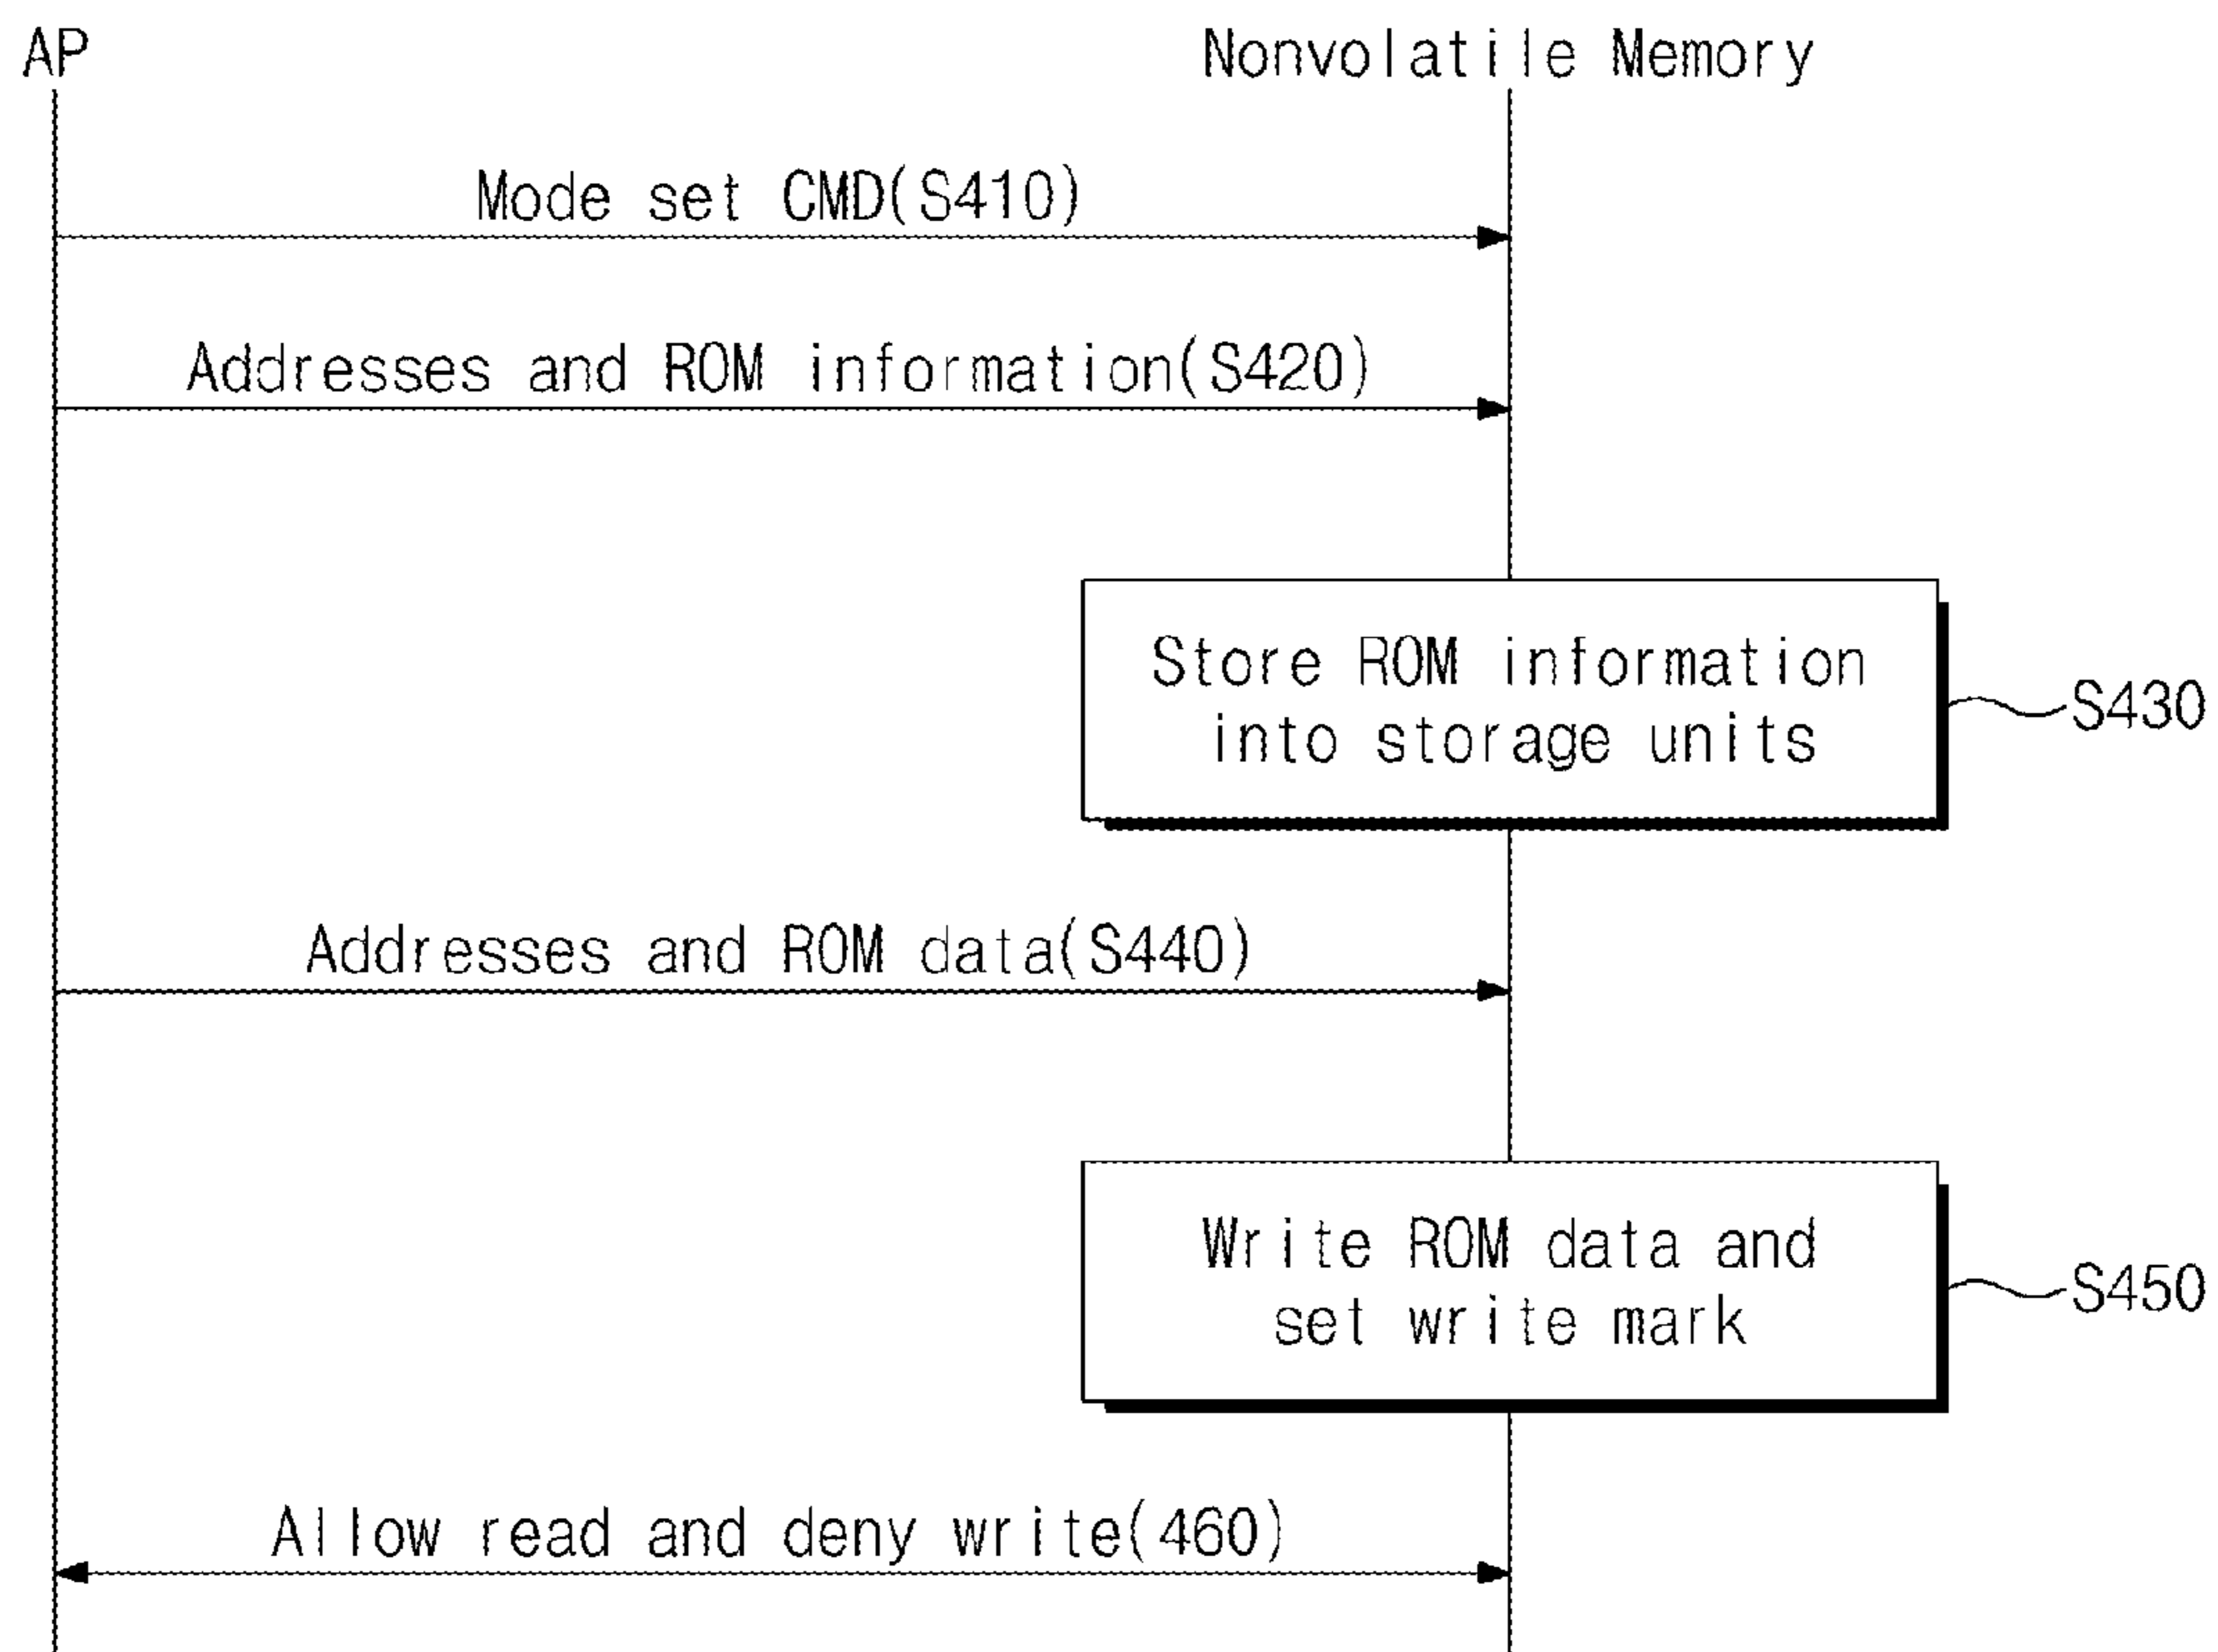 AP
Nonvolatile Memory
Mode set CMD(S410)
Addresses and ROM information(S420)
Store ROM information
into storage units
S430
Addresses and ROM data(S440)
Write ROM data and
set write mark
S450
Allow read and deny write(460)